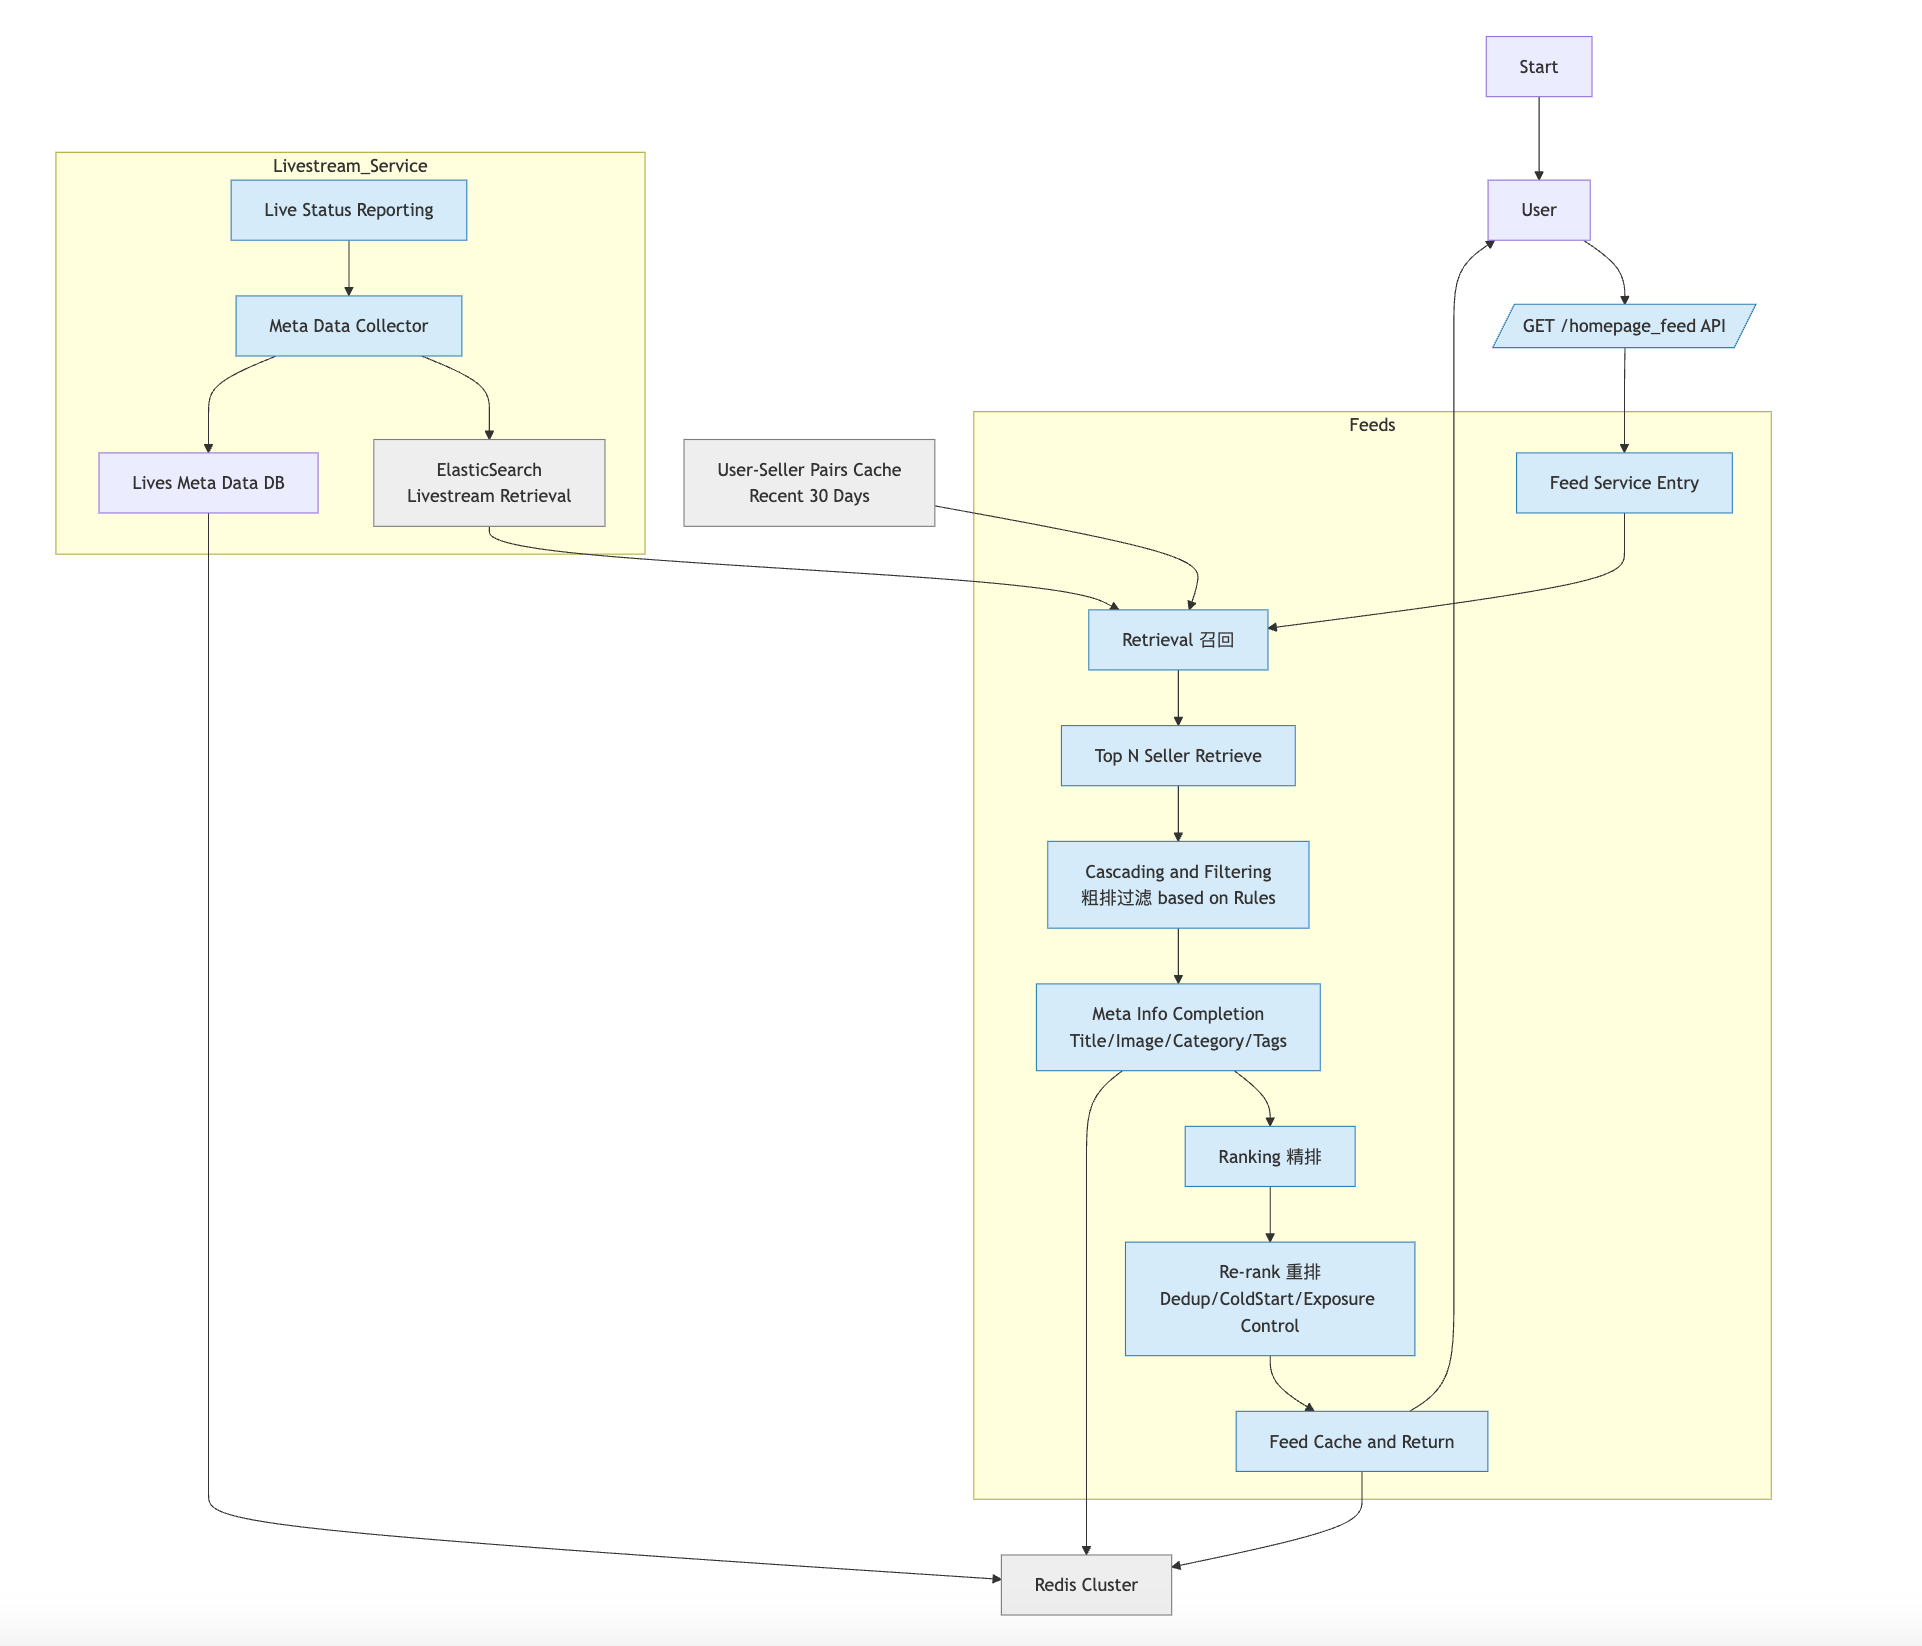 Start
User
GET /homepage_feed API
Livestream_Service
Live Status Reporting
Meta Data Collector
Lives Meta Data DB
ElasticSearch
Livestream Retrieval
User-Seller Pairs Cache
Recent 30 Days
Feeds
Feed Service Entry
Retrieval 召回
Top N Seller Retrieve
Cascading and Filtering
粗排过滤 based on Rules
Meta Info Completion
Title/Image/Category/Tags
Ranking 精排
Re-rank 重排
Dedup/ColdStart/Exposure
Control
Feed Cache and Return
Redis Cluster